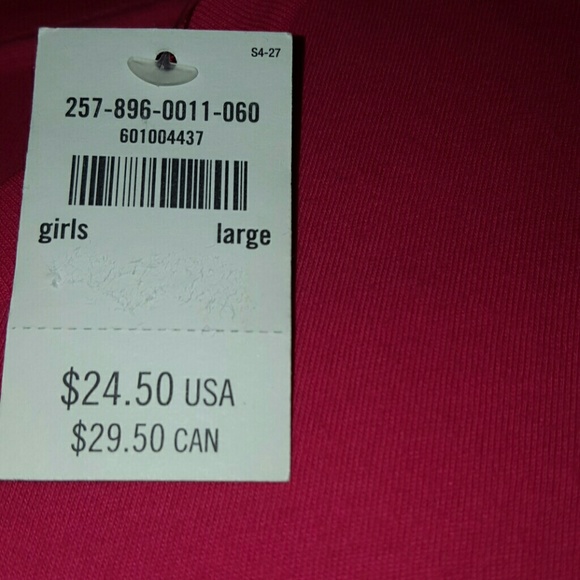 S4-27
257-896-0011-060
601004437
girls large
$24.50 USA
$29.50 CAN